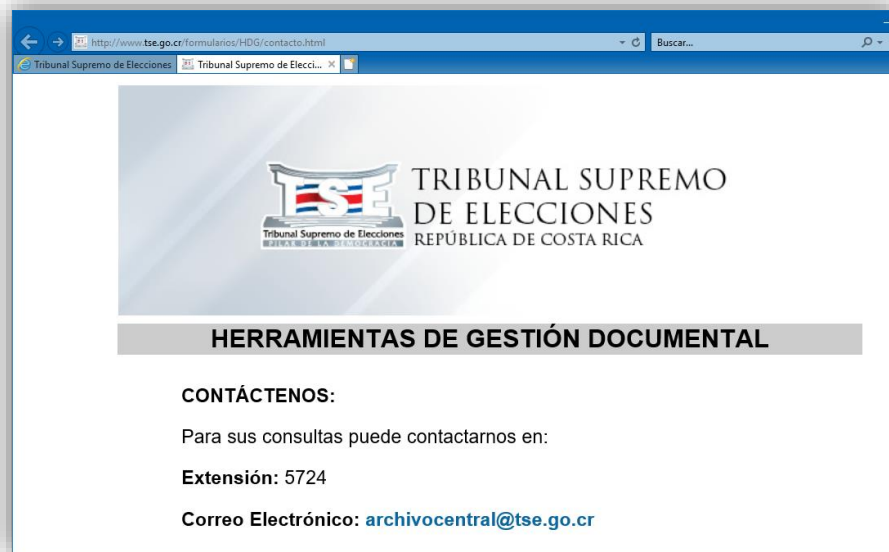 http://www.tse.go.cr/formularios/HDG/contacto.html
Buscar...
Tribunal Supremo de Elecciones
Tribunal Supremo de Elecci...
TSE
Tribunal Supremo de Elecciones
PILAR DE LA DEMOCRACIA
TRIBUNAL SUPREMO
DE ELECCIONES
REPÚBLICA DE COSTA RICA
HERRAMIENTAS DE GESTIÓN DOCUMENTAL
CONTÁCTENOS:
Para sus consultas puede contactarnos en:
Extensión: 5724
Correo Electrónico: archivocentral@tse.go.cr